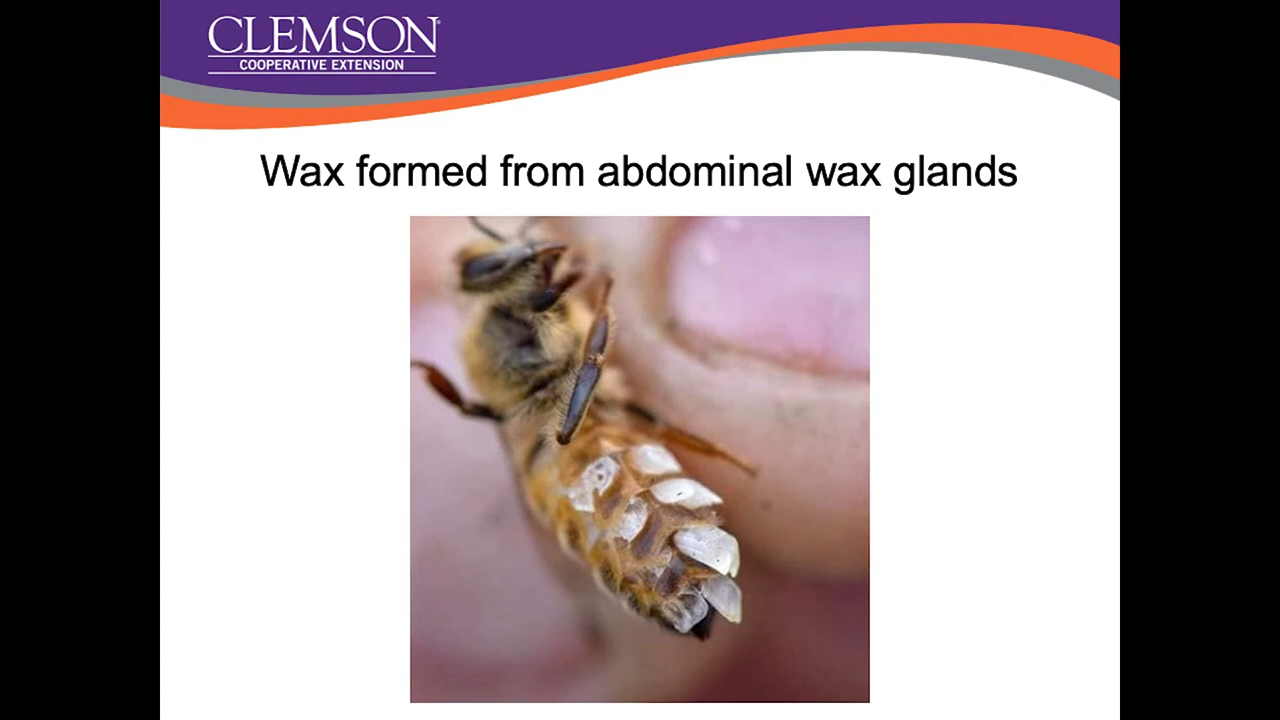 CLEMSON
COOPERATIVE EXTENSION
Wax formed from abdominal wax glands